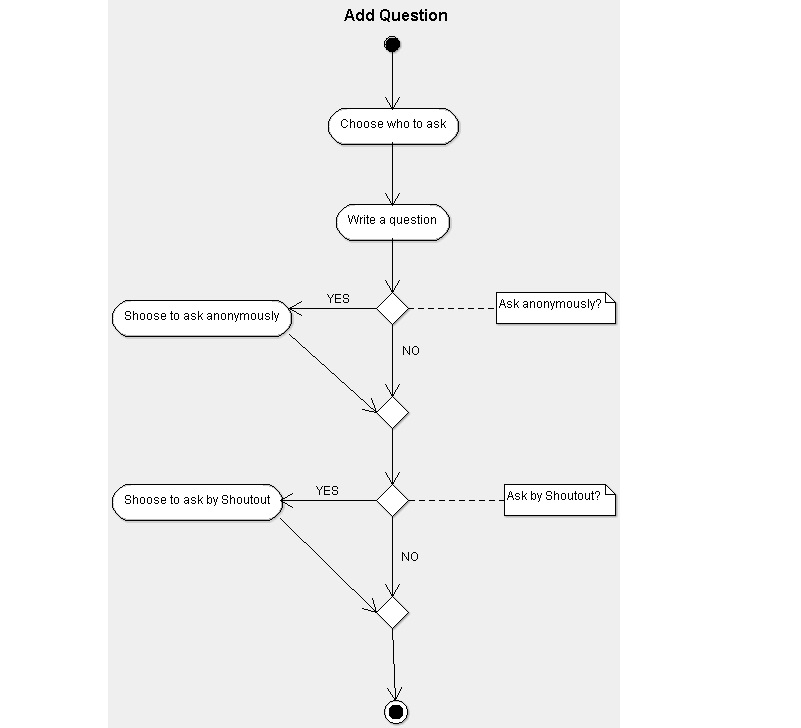 Add Question
Choose who to ask
Write a question
YES
Ask anonymously?
Shoose to ask anonymously
NO
YES
Ask by Shoutout?
Shoose to ask by Shoutout
NO